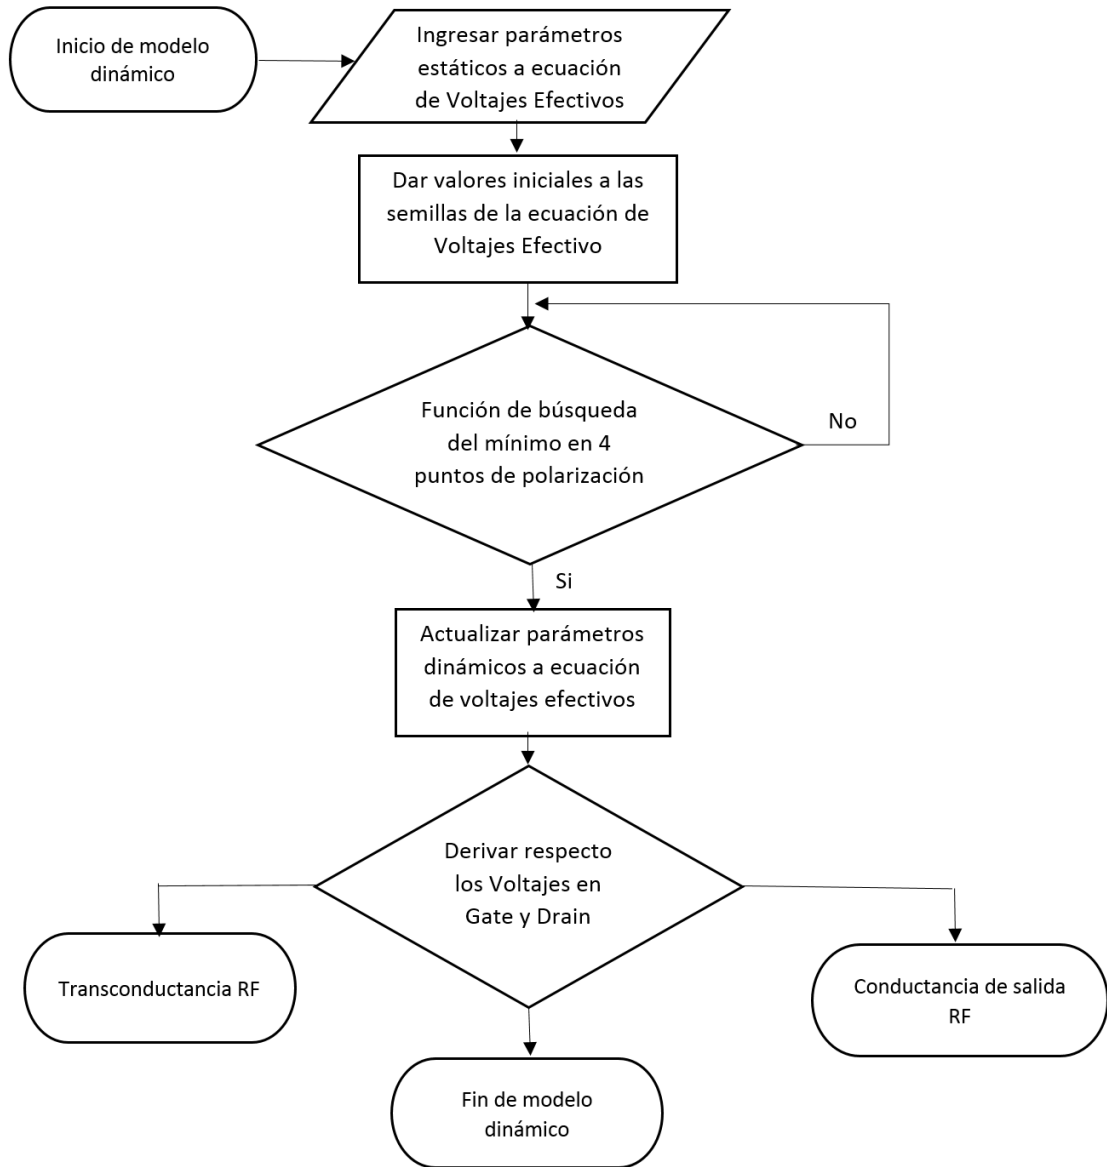 Inicio de modelo
dinámico
Ingresar parámetros
estáticos a ecuación
de Voltajes Efectivos
Dar valores iniciales a las
semillas de la ecuación de
Voltajes Efectivo
Función de búsqueda
del mínimo en 4
puntos de polarización
No
Si
Actualizar parámetros
dinámicos a ecuación
de voltajes efectivos
Derivar respecto
los Voltajes en
Gate y Drain
Transconductancia RF
Conductancia de salida
RF
Fin de modelo
dinámico